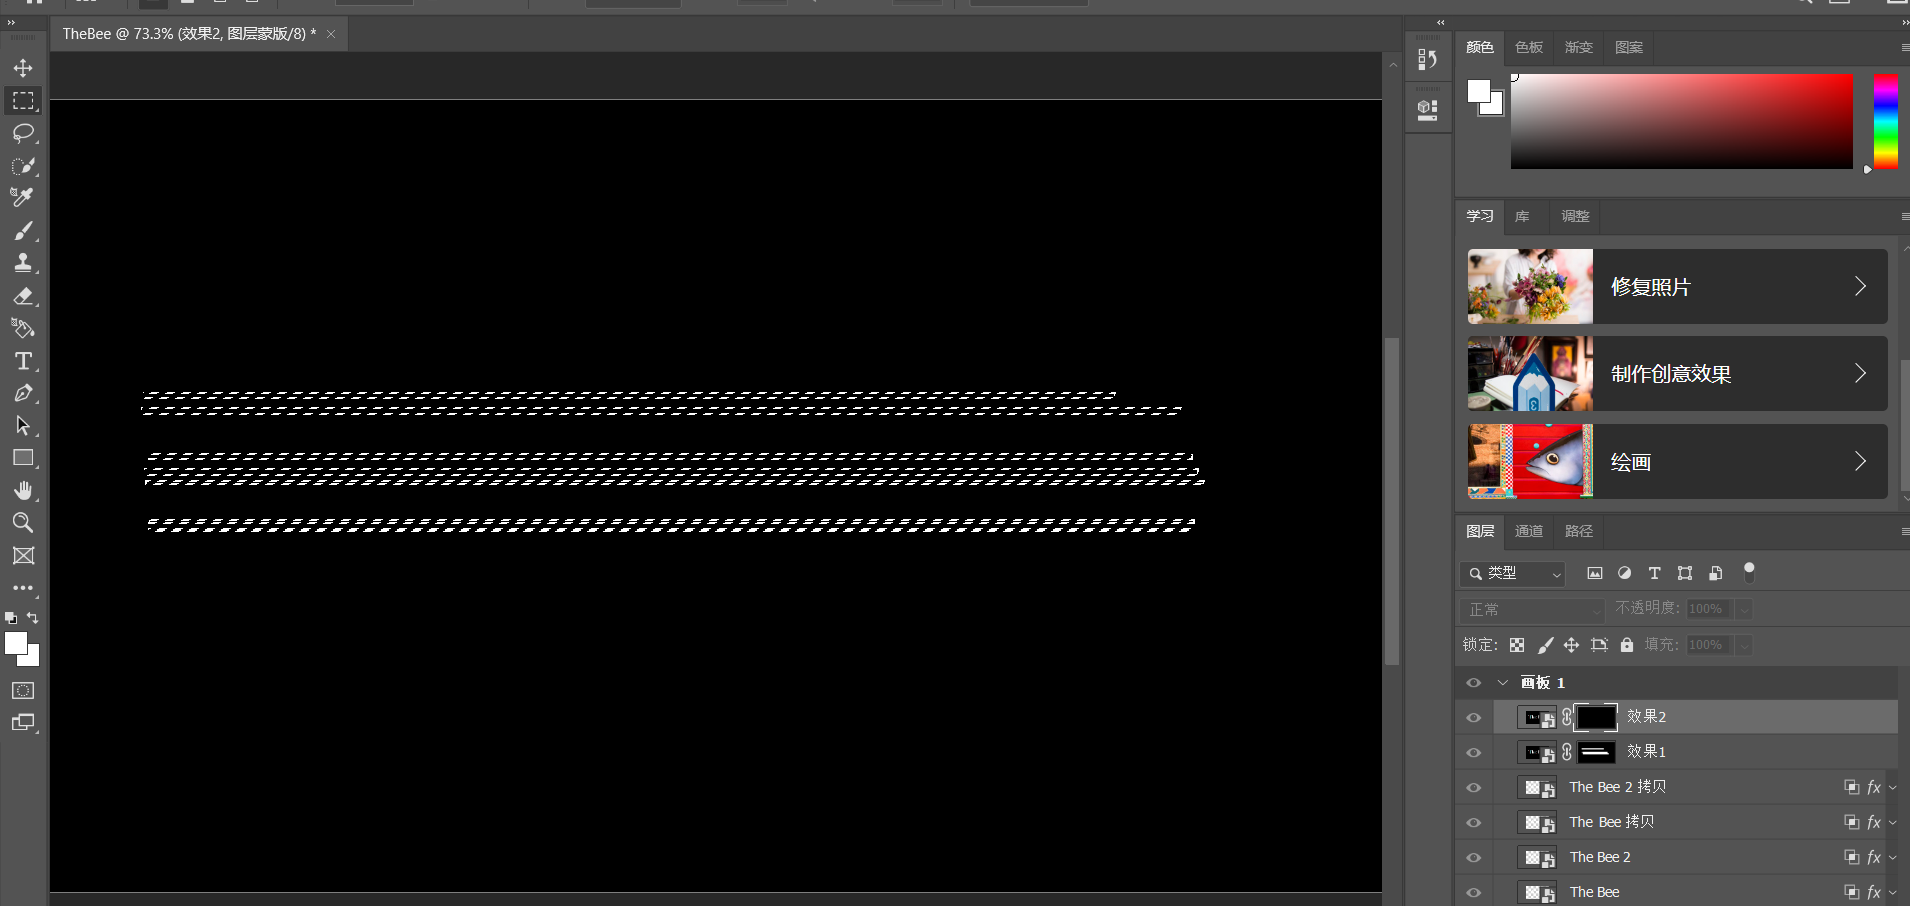 TheBee @ 73.3% (效果2, 图层蒙版/8) *
颜色 色板 渐变 图案
学习 库 调整
修复照片
制作创意效果
绘画
图层 通道 路径
类型
正常 不透明度: 100%
锁定: 填充: 100%
画板 1
效果2
效果1
The Bee 2 拷贝 fx
The Bee 拷贝 fx
The Bee 2 fx
The Bee fx